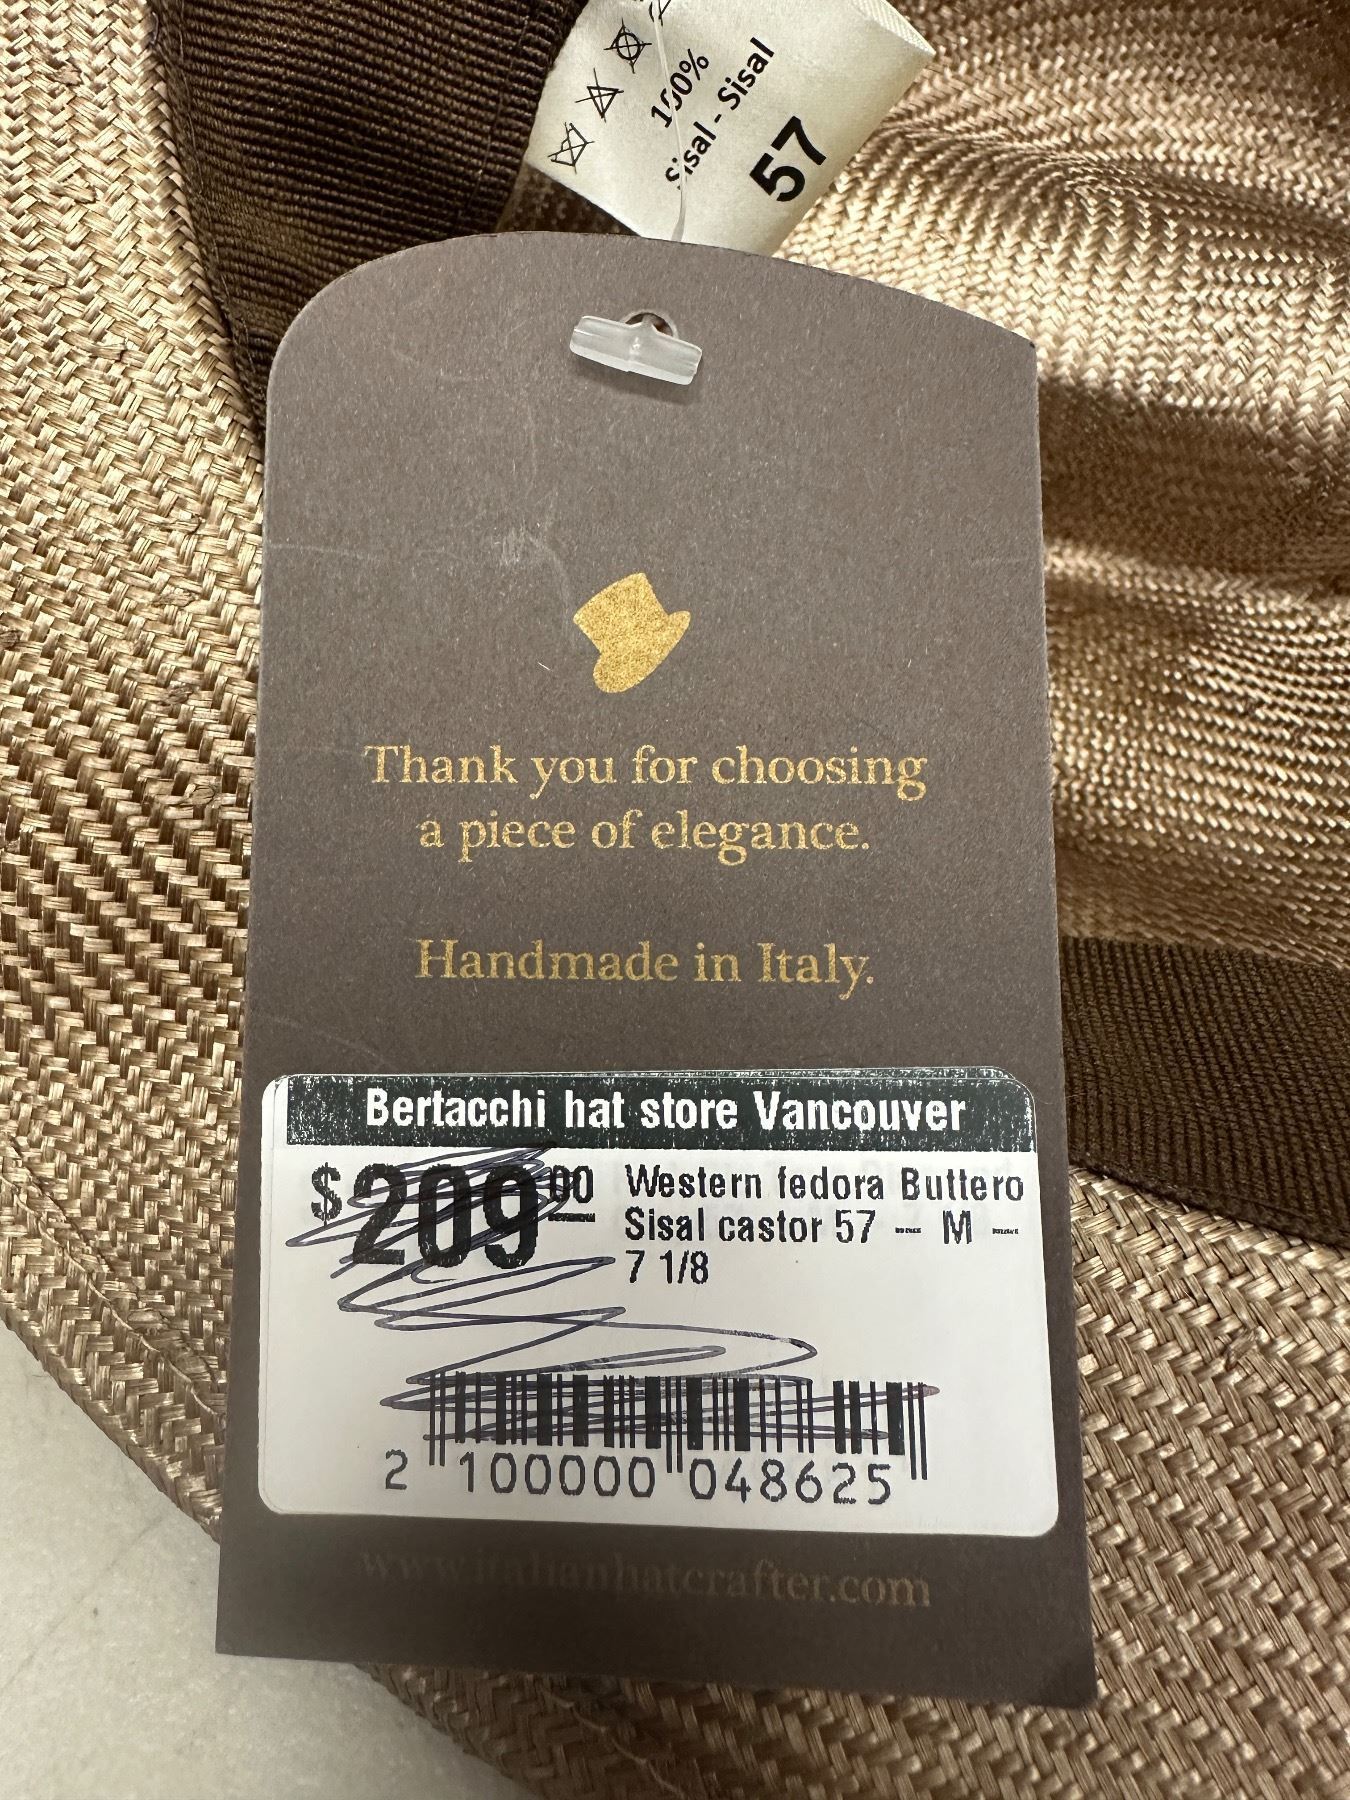 100%
Sisal - Sisal
57
Thank you for choosing
a piece of elegance.
Handmade in Italy.
Bertacchi hat store Vancouver
$209.00
Western fedora Buttero
Sisal castor 57 -- M --
7 1/8
2 100000 048625
www.italianhatcrafter.com